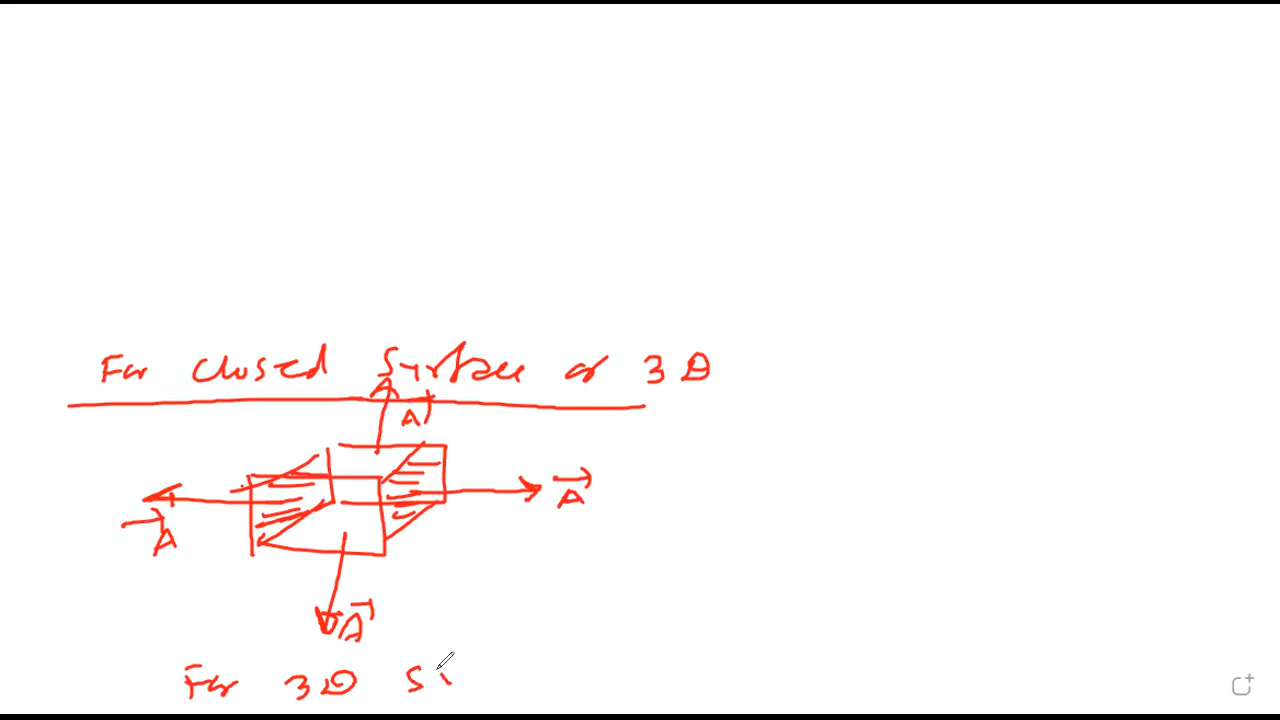 For closed Surface or 3D
A⃗
A⃗
A⃗
A⃗
For 3D S